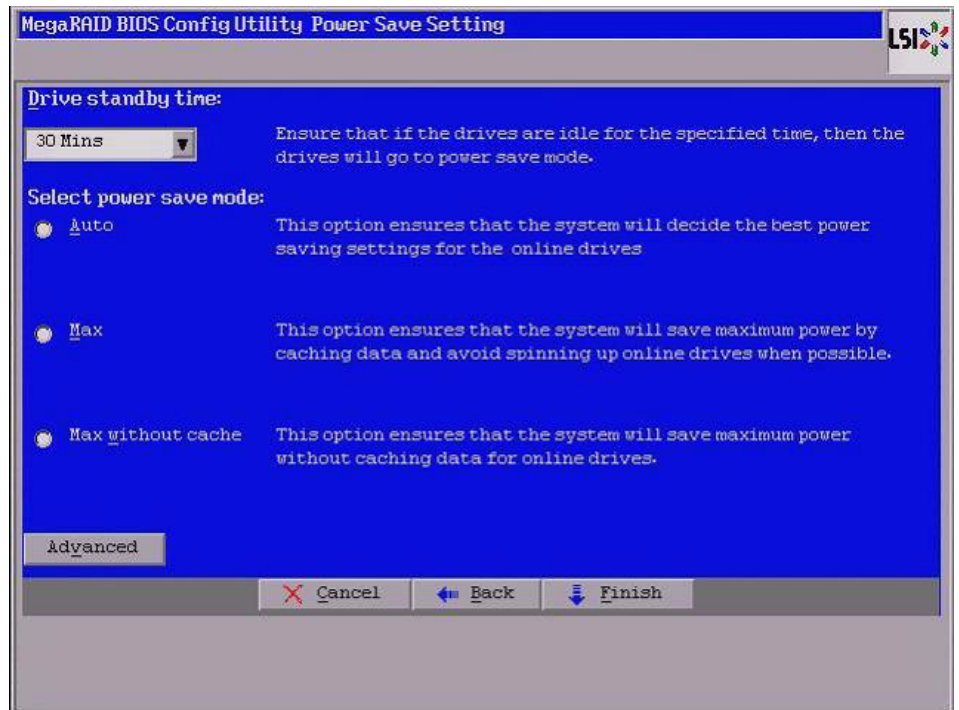 MegaRAID BIOS Config Utility Power Save Setting
LSI
Drive standby time:
30 Mins
Ensure that if the drives are idle for the specified time, then the
drives will go to power save mode.
Select power save mode:
Auto
This option ensures that the system will decide the best power
saving settings for the online drives
Max
This option ensures that the system will save maximum power by
caching data and avoid spinning up online drives when possible.
Max without cache
This option ensures that the system will save maximum power
without caching data for online drives.
Advanced
Cancel
Back
Finish